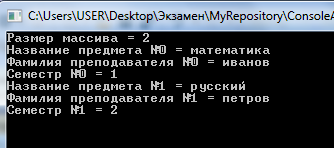 C:\Users\USER\Desktop\Экзамен\MyRepository\ConsoleA
Размер массива = 2
Название предмета №0 = математика
Фамилия преподавателя №0 = иванов
Семестр №0 = 1
Название предмета №1 = русский
Фамилия преподавателя №1 = петров
Семестр №1 = 2